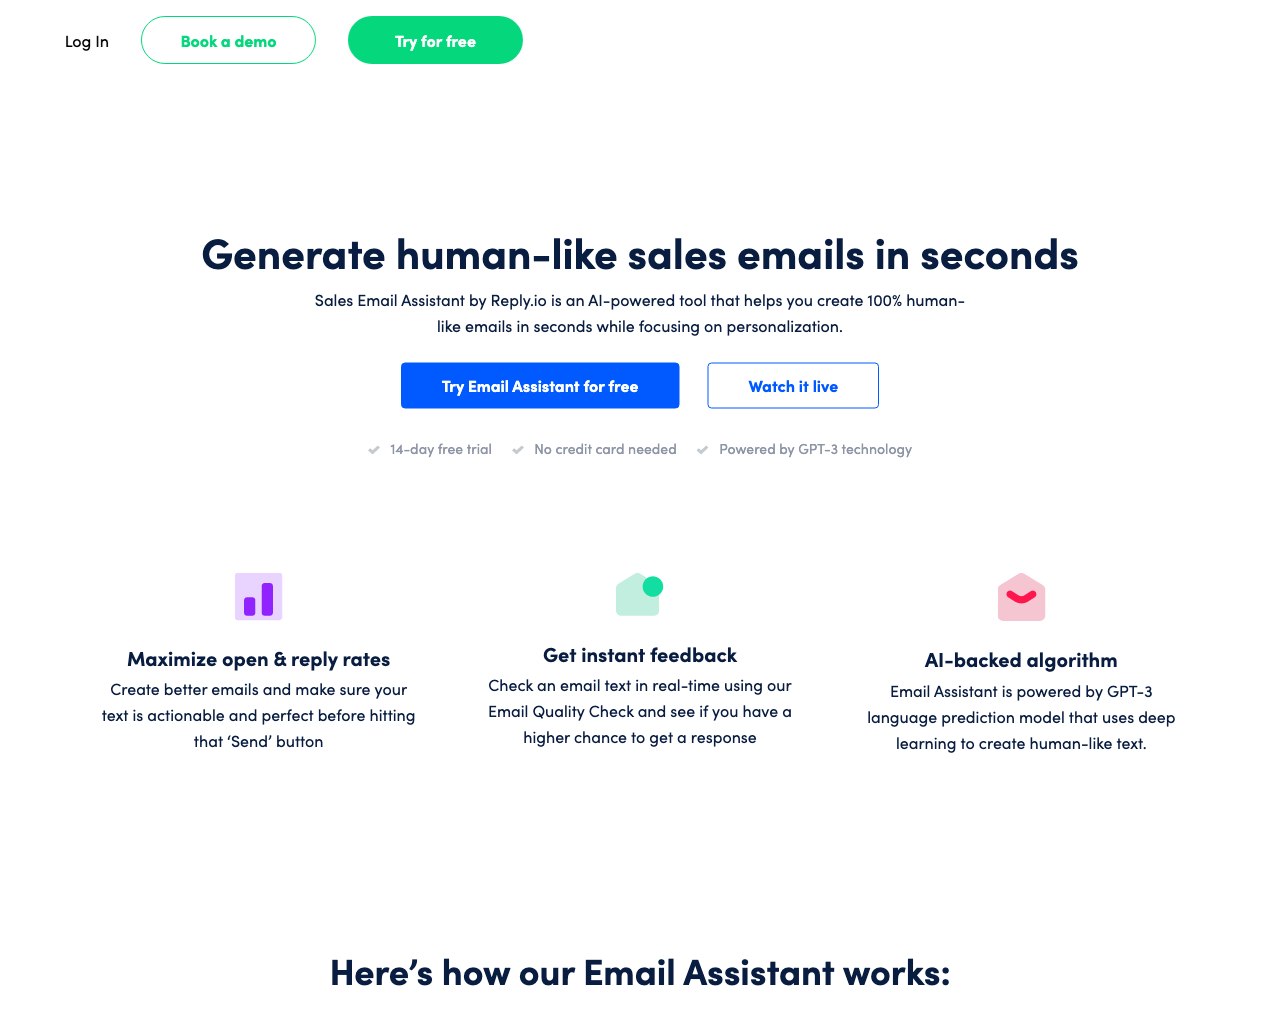 Log In
Book a demo
Try for free
Generate human-like sales emails in seconds
Sales Email Assistant by Reply.io is an AI-powered tool that helps you create 100% human-
like emails in seconds while focusing on personalization.
Try Email Assistant for free
Watch it live
14-day free trial
No credit card needed
Powered by GPT-3 technology
Maximize open & reply rates
Create better emails and make sure your
text is actionable and perfect before hitting
that ‘Send’ button
Get instant feedback
Check an email text in real-time using our
Email Quality Check and see if you have a
higher chance to get a response
AI-backed algorithm
Email Assistant is powered by GPT-3
language prediction model that uses deep
learning to create human-like text.
Here’s how our Email Assistant works: